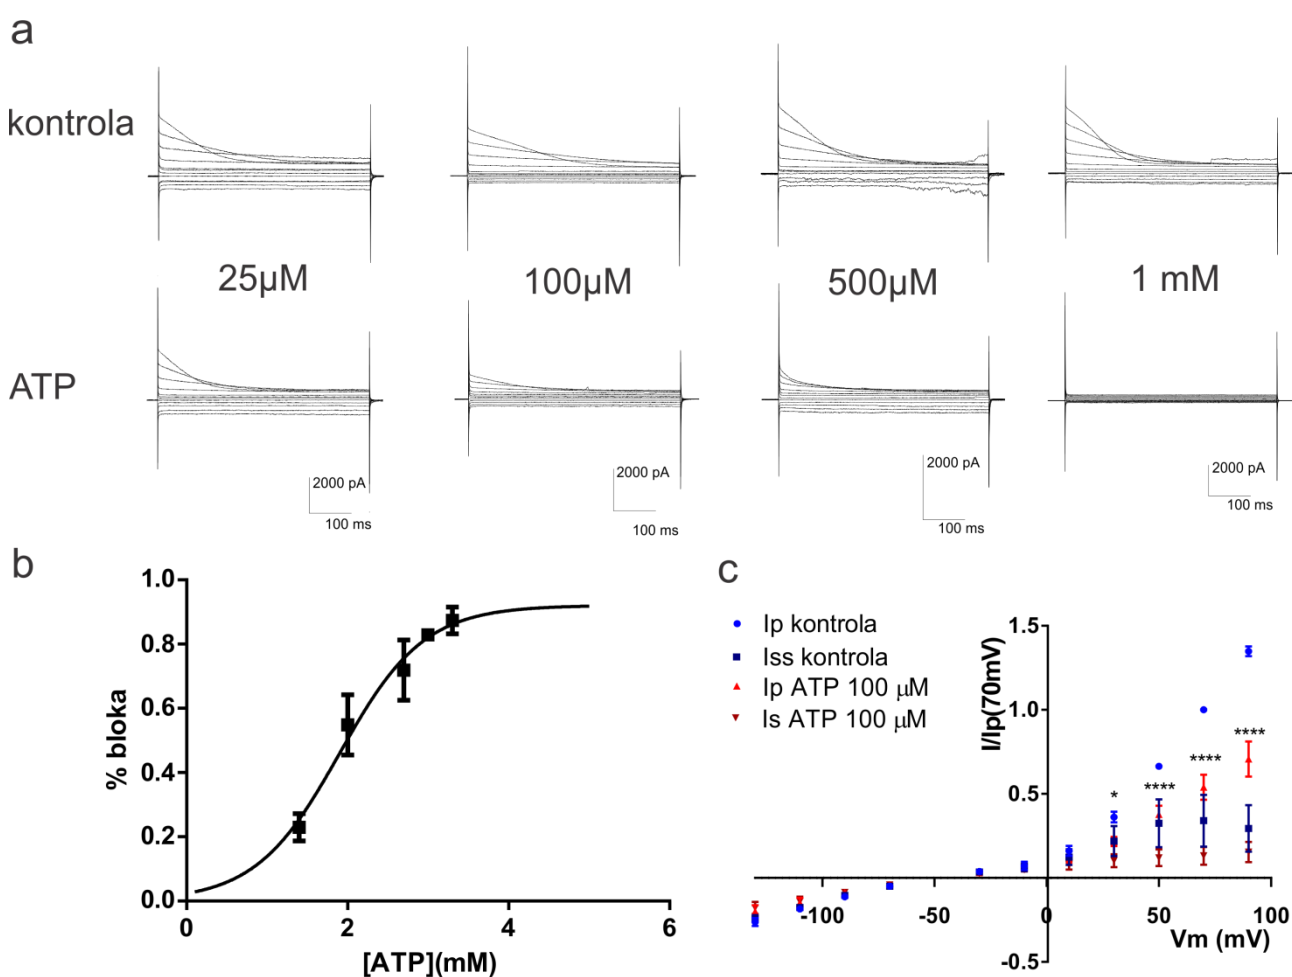 a
kontrola
25µM 100µM 500µM 1 mM
ATP
2000 pA
100 ms
2000 pA
100 ms
2000 pA
100 ms
2000 pA
100 ms
b
% bloka
1.0
0.8
0.6
0.4
0.2
0.0
0 2 4 6
[ATP](mM)
c
Ip kontrola
Iss kontrola
Ip ATP 100 µM
Is ATP 100 µM
I/Ip(70mV)
1.5
1.0
0.5
-0.5
* **** **** ****
-100 -50 0 50 100
Vm (mV)